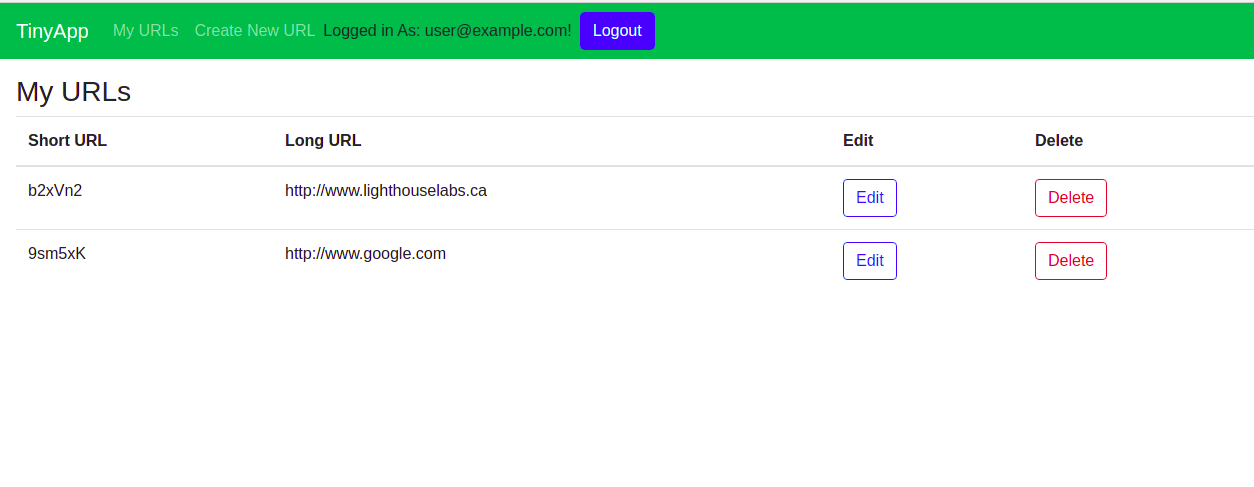 TinyApp My URLs Create New URL Logged in As: user@example.com! Logout
My URLs
Short URL Long URL Edit Delete
b2xVn2 http://www.lighthouselabs.ca Edit Delete
9sm5xK http://www.google.com Edit Delete